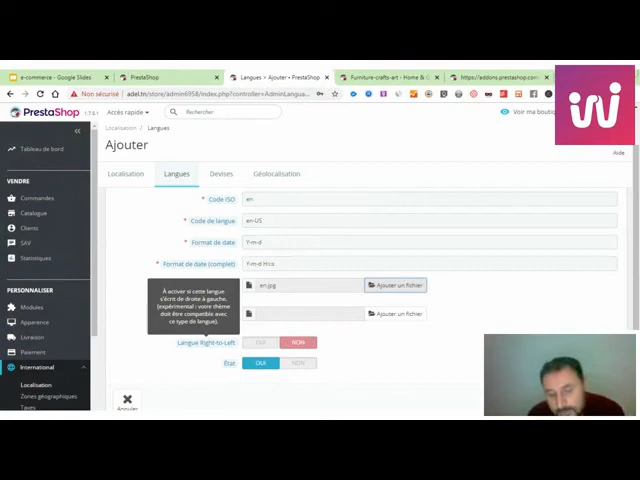 e-commerce - Google Slides
PrestaShop
Langues > Ajouter • PrestaShop
Furniture-crafts-art - Home & G
https://addons.prestashop.com
Non sécurisé
adel.tn/store/admin6958/index.php?controller=AdminLangua...
PrestaShop
Accès rapide
Rechercher
Voir ma boutiq
Localisation / Langues
Ajouter
Aide
Localisation
Langues
Devises
Géolocalisation
Tableau de bord
VENDRE
Commandes
Catalogue
Clients
SAV
Statistiques
PERSONNALISER
Modules
Apparence
Livraison
Paiement
International
Localisation
Zones géographiques
Taxes
* Code ISO
en
* Code de langue
en-US
* Format de date
Y-m-d
* Format de date (complet)
Y-m-d H:i:s
en.jpg
Ajouter un fichier
Ajouter un fichier
À activer si cette langue
s'écrit de droite à gauche.
(expérimental : votre thème
doit être compatible avec
ce type de langue).
Langue Right-to-Left
OUI
NON
État
OUI
NON
Annuler